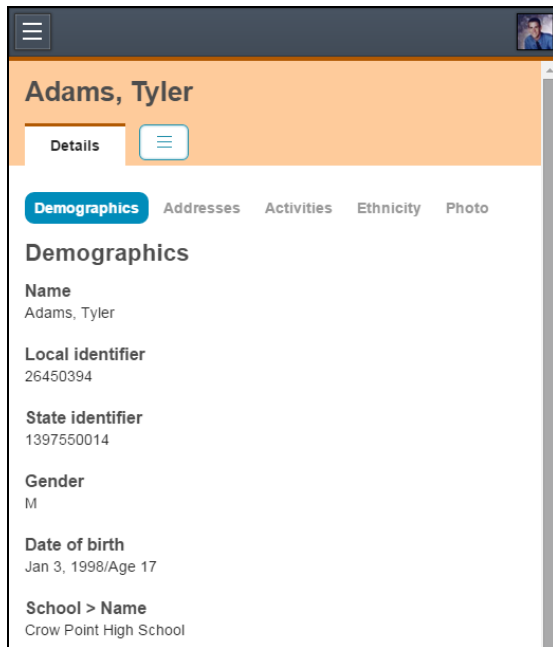 Adams, Tyler
Details
Demographics Addresses Activities Ethnicity Photo
Demographics
Name
Adams, Tyler
Local identifier
26450394
State identifier
1397550014
Gender
M
Date of birth
Jan 3, 1998/Age 17
School > Name
Crow Point High School